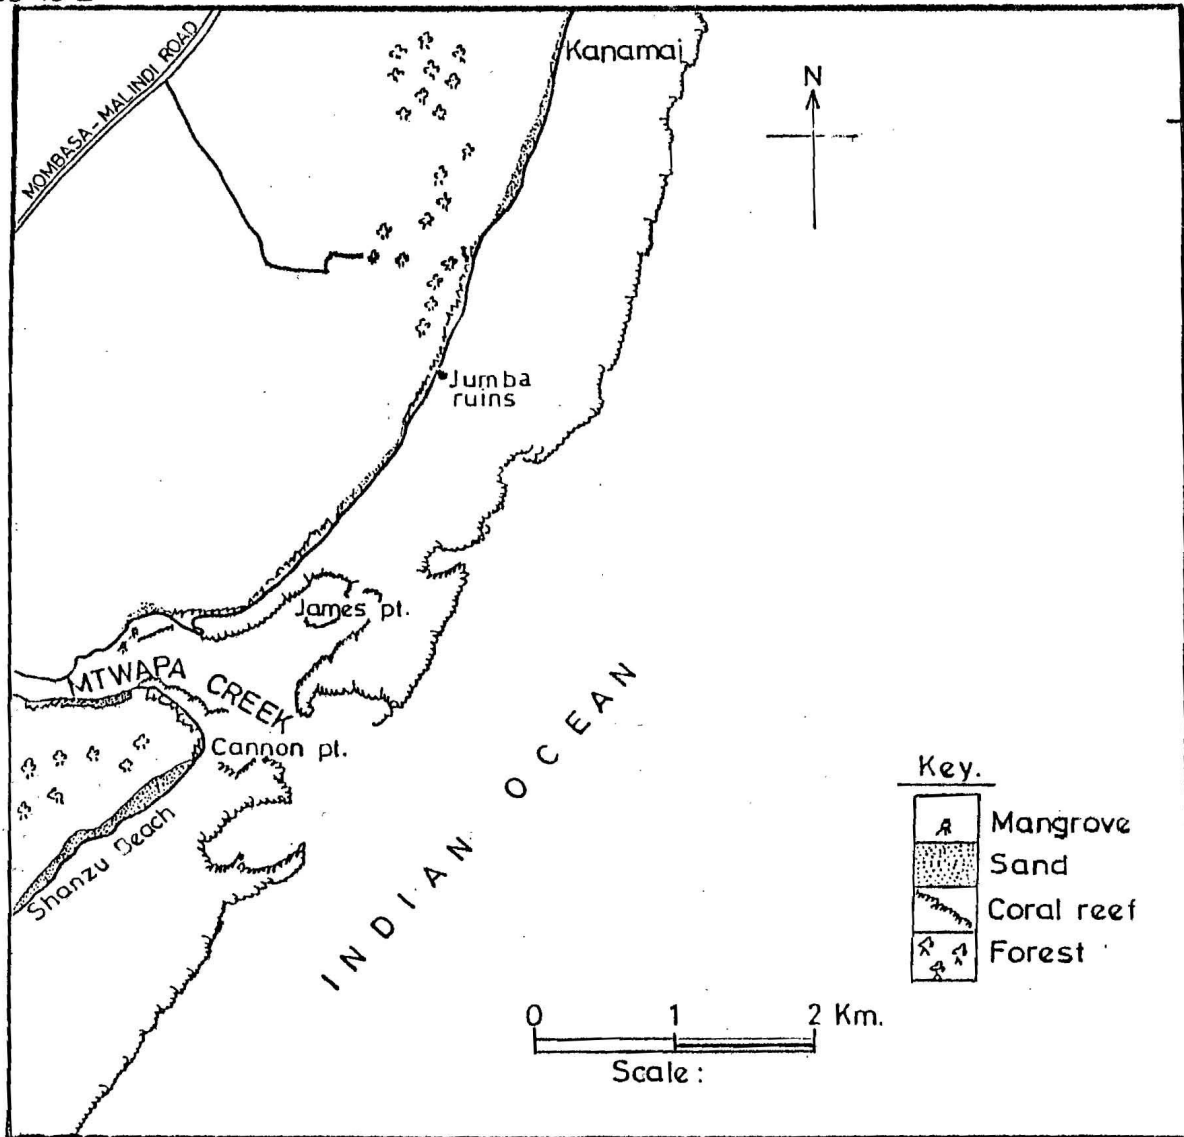 Kanamai
MOMBASA-MALINDI ROAD
N
Jumba
ruins
James pt.
MTWAPA CREEK
Cannon pt.
Shanzu Beach
INDIAN OCEAN
Key.
Mangrove
Sand
Coral reef
Forest
0 1 2 Km.
Scale: